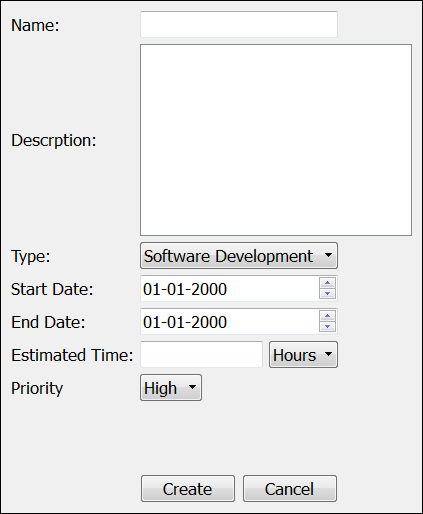 Name:
Descrption:
Type: Software Development
Start Date: 01-01-2000
End Date: 01-01-2000
Estimated Time: Hours
Priority High
Create Cancel